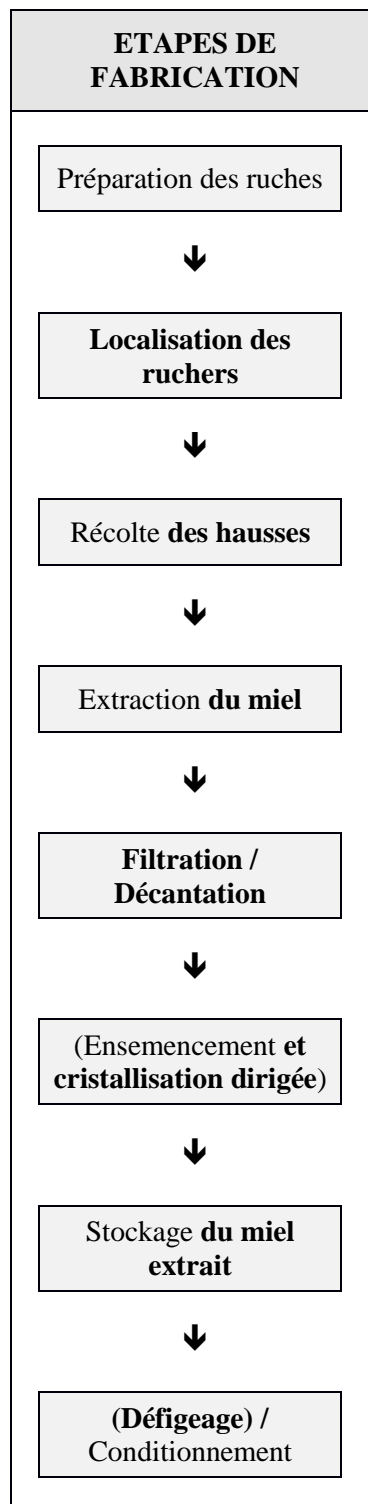 ETAPES DE
FABRICATION
Préparation des ruches
Localisation des
ruchers
Récolte des hausses
Extraction du miel
Filtration /
Décantation
(Ensemencement et
cristallisation dirigée)
Stockage du miel
extrait
(Défigeage) /
Conditionnement